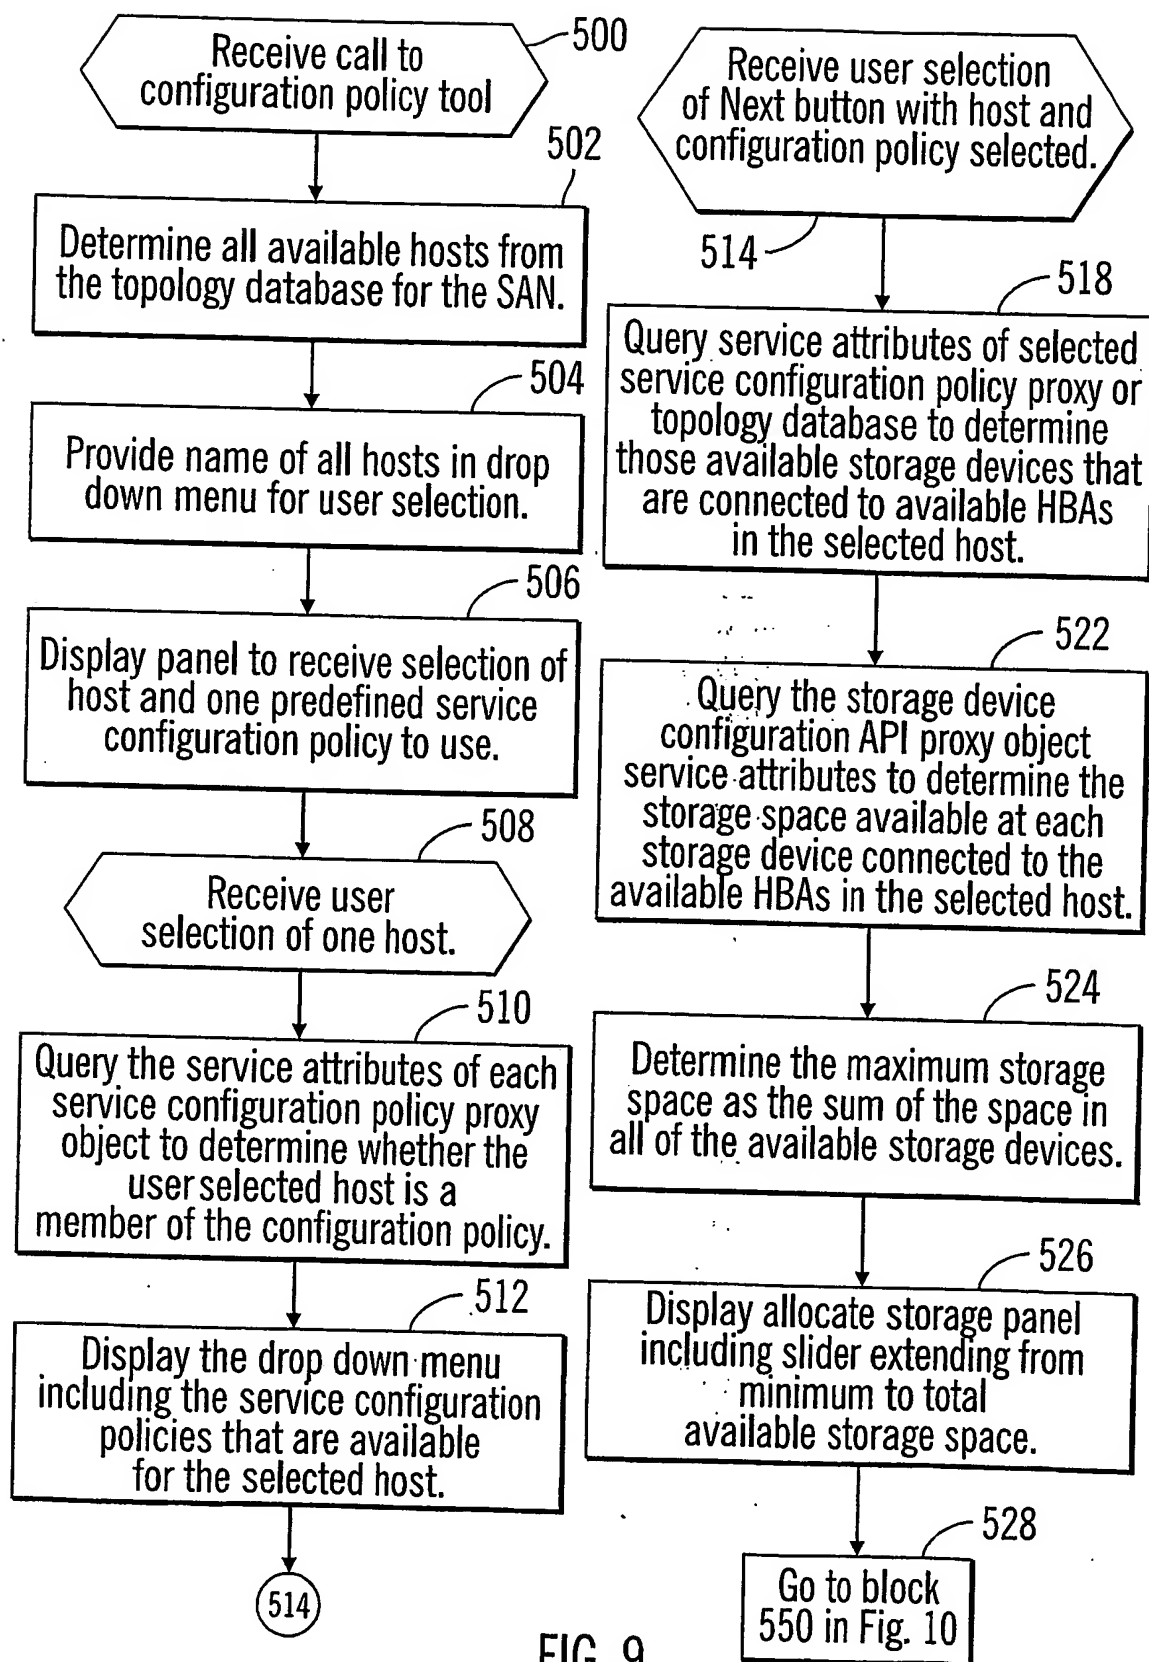 500
Receive call to
configuration policy tool
502
Determine all available hosts from
the topology database for the SAN.
504
Provide name of all hosts in drop
down menu for user selection.
506
Display panel to receive selection of
host and one predefined service
configuration policy to use.
508
Receive user
selection of one host.
510
Query the service attributes of each
service configuration policy proxy
object to determine whether the
user selected host is a
member of the configuration policy.
512
Display the drop down menu
including the service configuration
policies that are available
for the selected host.
514
Receive user selection
of Next button with host and
configuration policy selected.
514
518
Query service attributes of selected
service configuration policy proxy or
topology database to determine
those available storage devices that
are connected to available HBAs
in the selected host.
522
Query the storage device
configuration API proxy object
service attributes to determine the
storage space available at each
storage device connected to the
available HBAs in the selected host.
524
Determine the maximum storage
space as the sum of the space in
all of the available storage devices.
526
Display allocate storage panel
including slider extending from
minimum to total
available storage space.
528
Go to block
550 in Fig. 10
FIG. 9